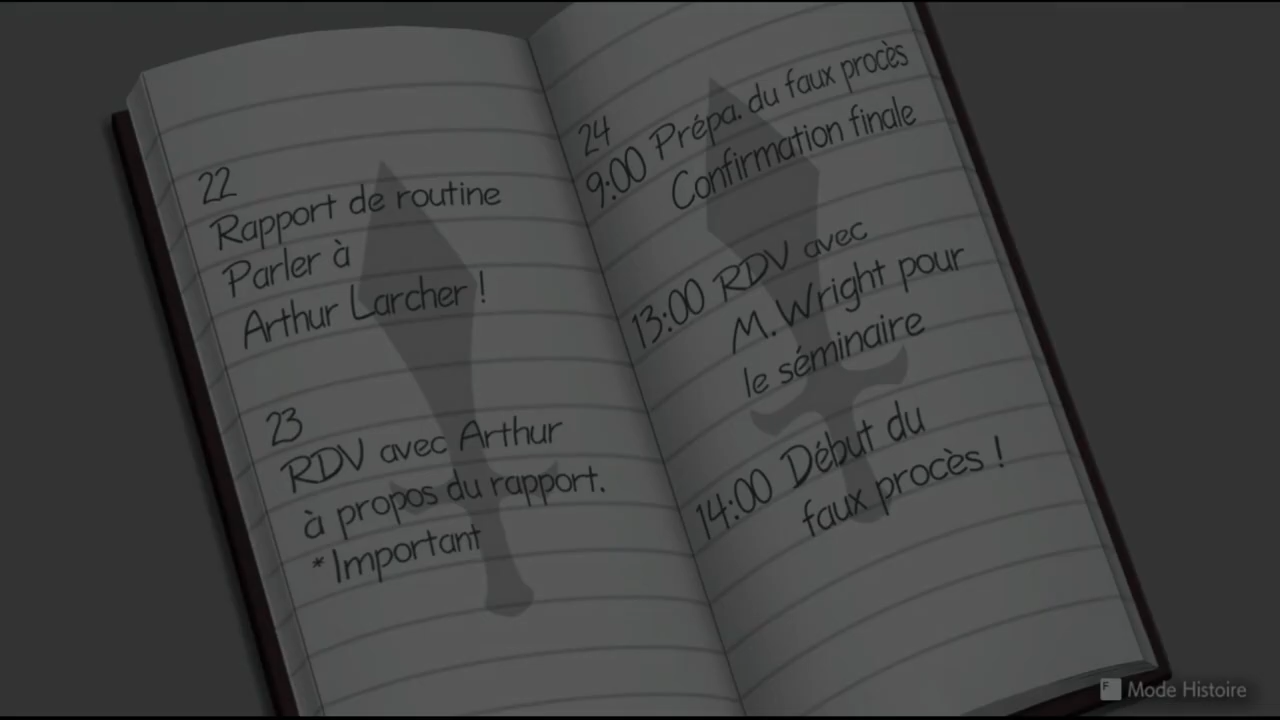 22
Rapport de routine
Parler à
Arthur Larcher !
23
RDV avec Arthur
à propos du rapport.
*Important
24
9:00 Prépa. du faux procès
Confirmation finale
13:00 RDV avec
M. Wright pour
le séminaire
14:00 Début du
faux procès !
F Mode Histoire